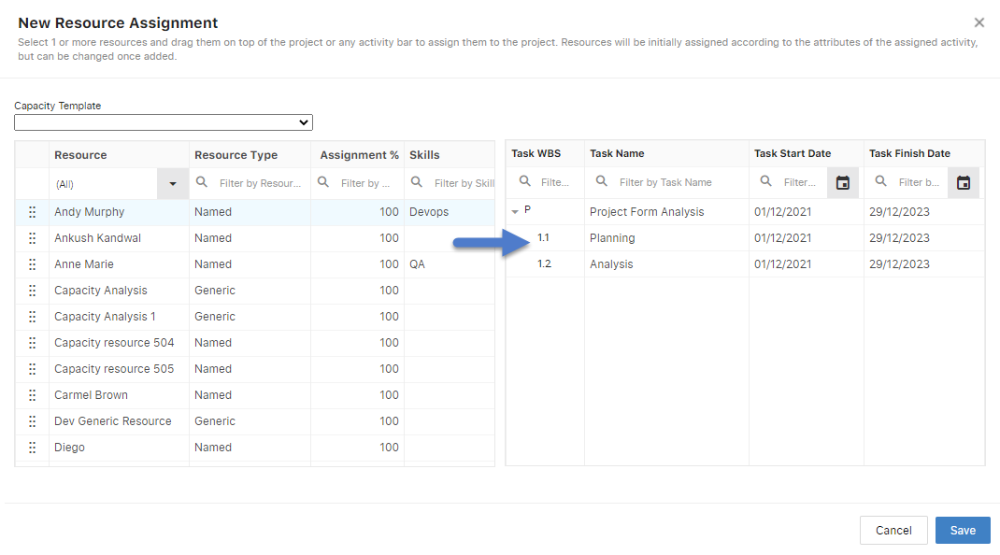 New Resource Assignment
Select 1 or more resources and drag them on top of the project or any activity bar to assign them to the project. Resources will be initially assigned according to the attributes of the assigned activity,
but can be changed once added.
Capacity Template
Resource Resource Type Assignment % Skills
(All) Filter by Resour... Filter by ... Filter by Skil
Andy Murphy Named 100 Devops
Ankush Kandwal Named 100
Anne Marie Named 100 QA
Capacity Analysis Generic 100
Capacity Analysis 1 Generic 100
Capacity resource 504 Named 100
Capacity resource 505 Named 100
Carmel Brown Named 100
Dev Generic Resource Generic 100
Diego Named 100
Task WBS Task Name Task Start Date Task Finish Date
Filte... Filter by Task Name Filter... Filter b...
P Project Form Analysis 01/12/2021 29/12/2023
1.1 Planning 01/12/2021 29/12/2023
1.2 Analysis 01/12/2021 29/12/2023
Cancel Save